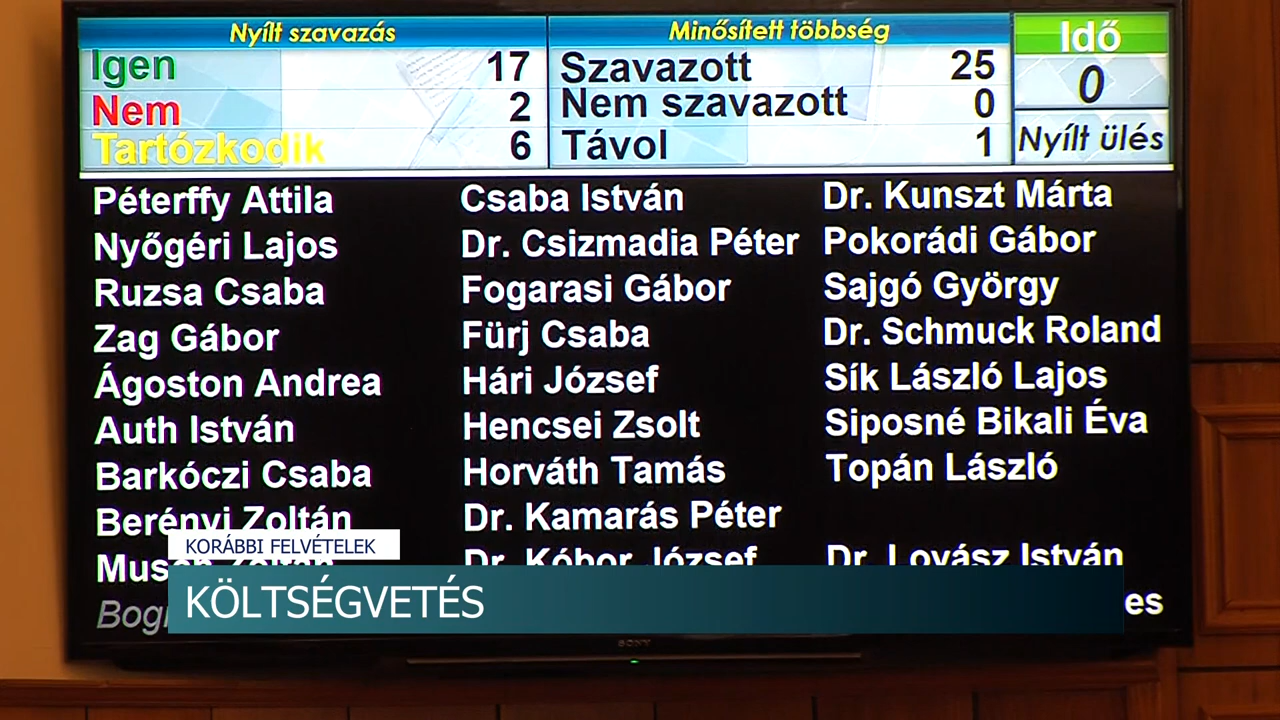 Nyílt szavazás
Igen 17
Nem 2
Tartózkodik 6
Minősített többség
Szavazott 25
Nem szavazott 0
Távol 1
Idő
0
Nyílt ülés
Péterffy Attila
Nyőgéri Lajos
Ruzsa Csaba
Zag Gábor
Ágoston Andrea
Auth István
Barkóczi Csaba
Berényi Zoltán
Csaba István
Dr. Csizmadia Péter
Fogarasi Gábor
Fürj Csaba
Hári József
Hencsei Zsolt
Horváth Tamás
Dr. Kamarás Péter
Dr. Kóbor József
Dr. Kunszt Márta
Pokorádi Gábor
Sajgó György
Dr. Schmuck Roland
Sík László Lajos
Siposné Bikali Éva
Topán László
Dr. Lovász István
KORÁBBI FELVÉTELEK
KÖLTSÉGVETÉS
SONY